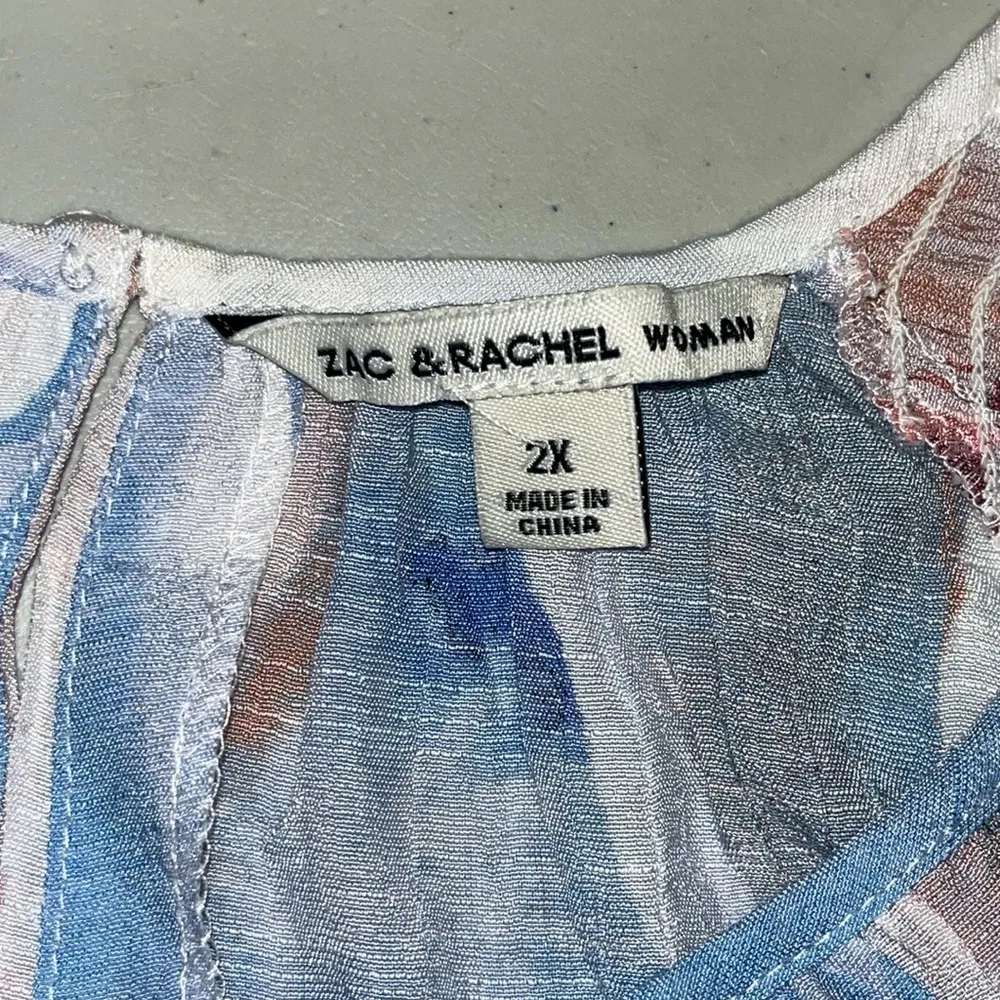 ZAC & RACHEL WOMAN
2X
MADE IN
CHINA